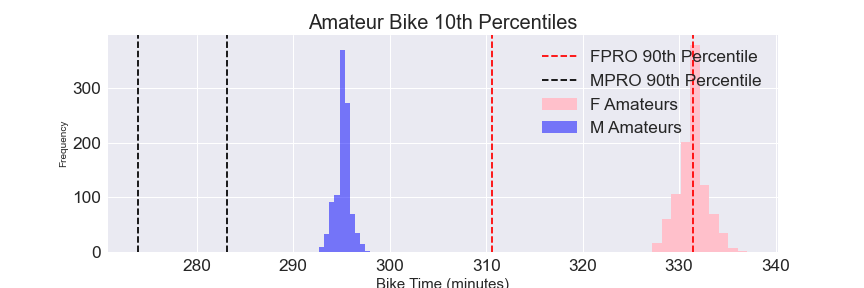 Amateur Bike 10th Percentiles
Frequency
300
200
100
0
FPRO 90th Percentile
MPRO 90th Percentile
F Amateurs
M Amateurs
280 290 300 310 320 330 340
Bike Time (minutes)